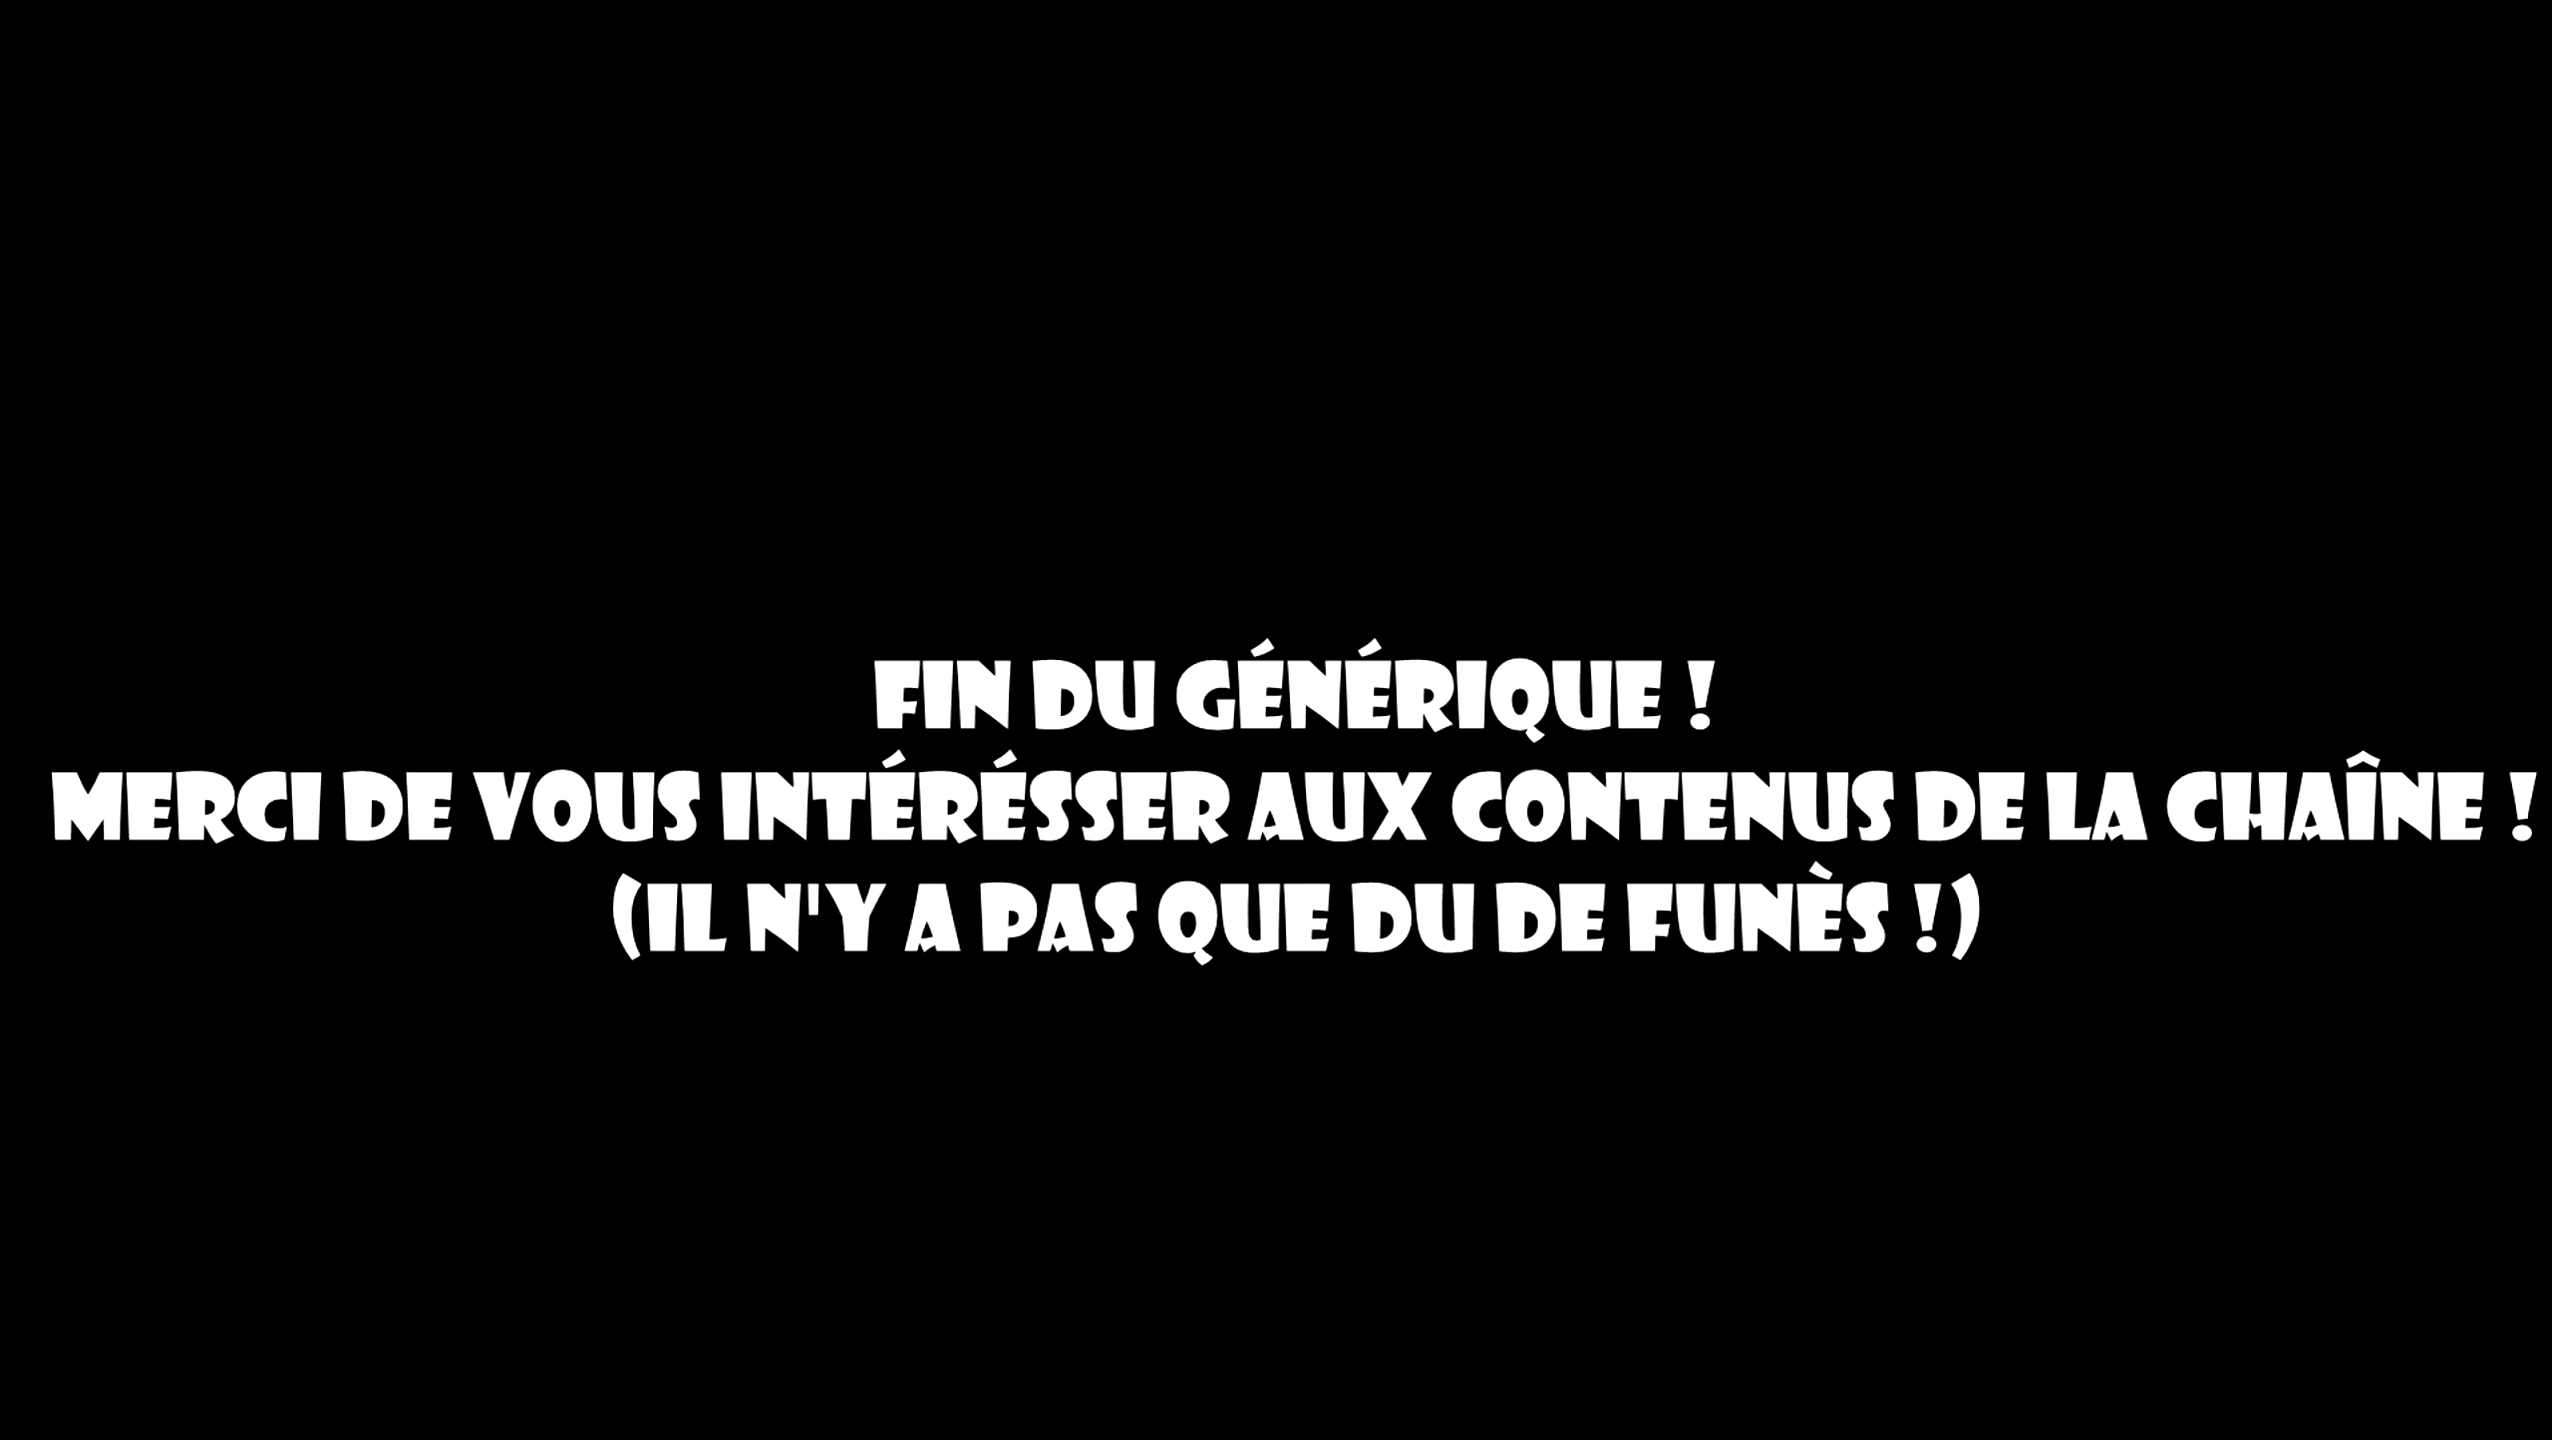 FIN DU GÉNÉRIQUE !
MERCI DE VOUS INTÉRÉSSER AUX CONTENUS DE LA CHAÎNE !
(IL N'Y A PAS QUE DU DE FUNÈS !)